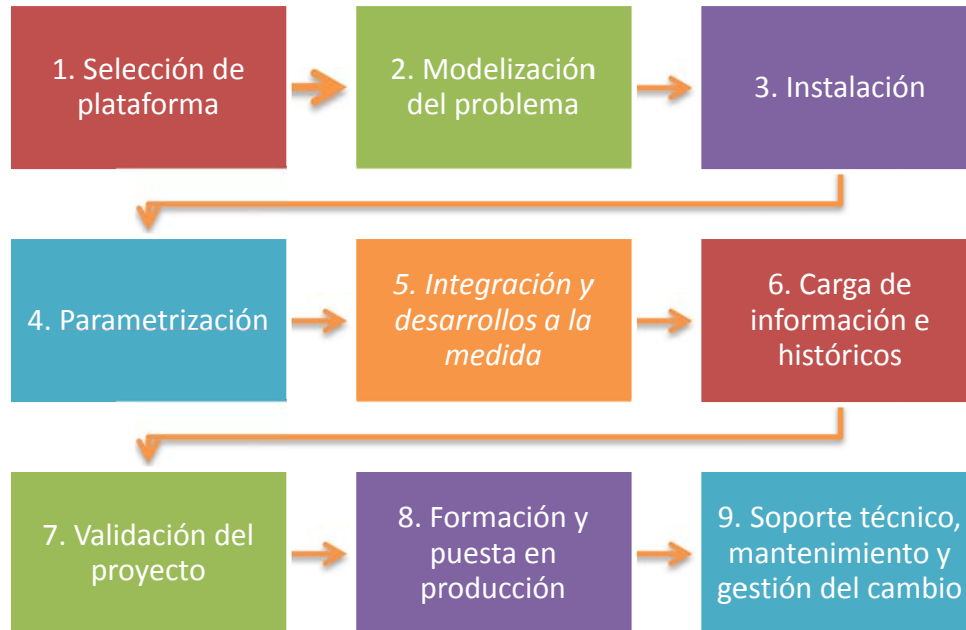 1. Selección de
plataforma
2. Modelización
del problema
3. Instalación
4. Parametrización
5. Integración y
desarrollos a la
medida
6. Carga de
información e
históricos
7. Validación del
proyecto
8. Formación y
puesta en
producción
9. Soporte técnico,
mantenimiento y
gestión del cambio